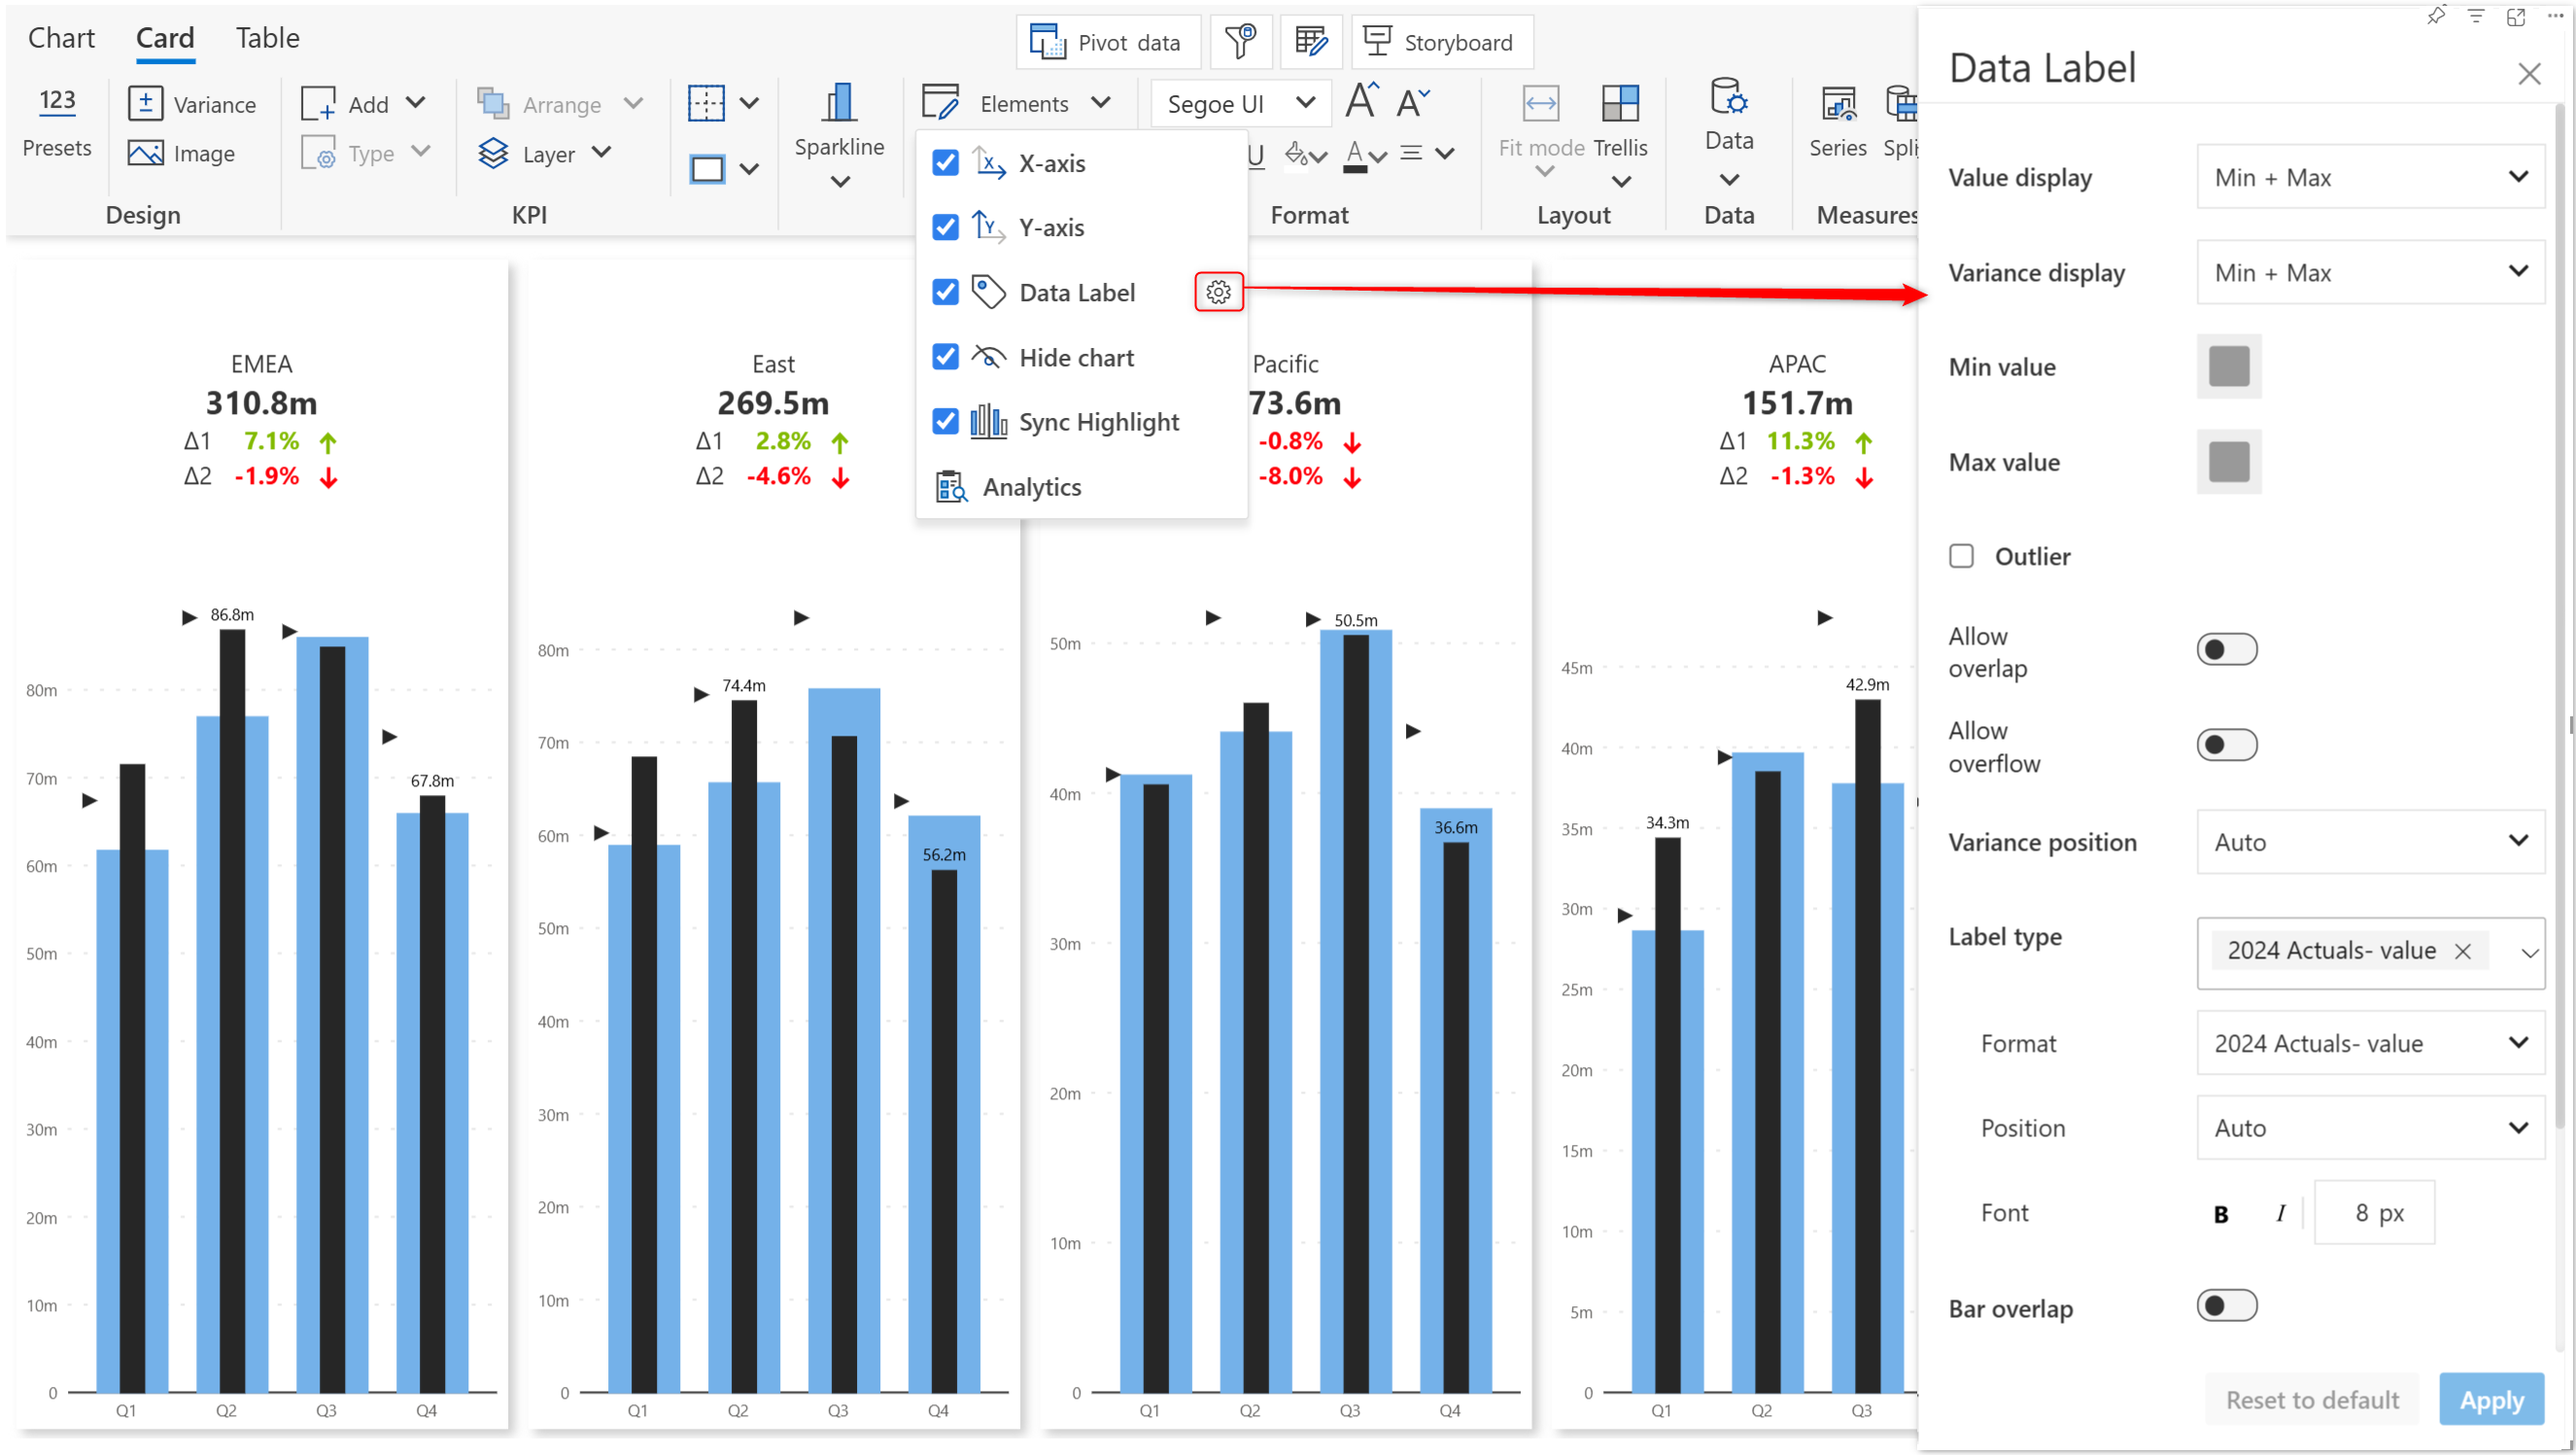 Chart Card Table
Pivot data
Storyboard
123
Presets
Variance
Image
Design
Add
Type
Arrange
Layer
KPI
Sparkline
Elements
Segoe UI
A A
U
A
Format
Fit mode
Trellis
Layout
Data
Data
Series
Measures
X-axis
Y-axis
Data Label
Hide chart
Sync Highlight
Analytics
EMEA
310.8m
Δ1 7.1%
Δ2 -1.9%
86.8m
67.8m
80m
70m
60m
50m
40m
30m
20m
10m
0
Q1 Q2 Q3 Q4
East
269.5m
Δ1 2.8%
Δ2 -4.6%
74.4m
56.2m
80m
70m
60m
50m
40m
30m
20m
10m
0
Q1 Q2 Q3 Q4
Pacific
73.6m
-0.8%
-8.0%
50.5m
36.6m
50m
40m
30m
20m
10m
0
Q1 Q2 Q3 Q4
APAC
151.7m
Δ1 11.3%
Δ2 -1.3%
42.9m
34.3m
45m
40m
35m
30m
25m
20m
15m
10m
5m
0
Q1 Q2 Q3
Data Label
Value display Min + Max
Variance display Min + Max
Min value
Max value
Outlier
Allow
overlap
Allow
overflow
Variance position Auto
Label type 2024 Actuals- value
Format 2024 Actuals- value
Position Auto
Font B I 8 px
Bar overlap
Reset to default Apply